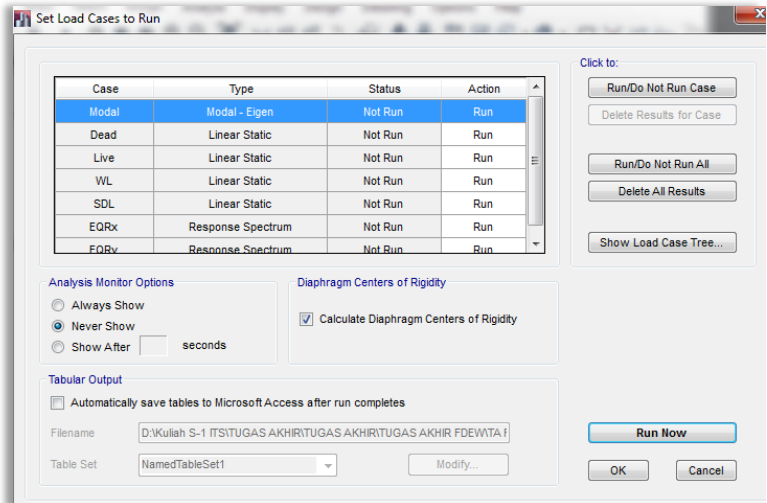 Set Load Cases to Run
Click to:
Case Type Status Action
Modal Modal - Eigen Not Run Run
Dead Linear Static Not Run Run
Live Linear Static Not Run Run
WL Linear Static Not Run Run
SDL Linear Static Not Run Run
EQRx Response Spectrum Not Run Run
EQRy Response Spectrum Not Run Run
Run/Do Not Run Case
Delete Results for Case
Run/Do Not Run All
Delete All Results
Show Load Case Tree...
Analysis Monitor Options
Always Show
Never Show
Show After seconds
Diaphragm Centers of Rigidity
Calculate Diaphragm Centers of Rigidity
Tabular Output
Automatically save tables to Microsoft Access after run completes
Filename D:\Kuliah S-1 ITS\TUGAS AKHIR\TUGAS AKHIR\TUGAS AKHIR FDEW\TA
Table Set NamedTableSet1 Modify...
Run Now
OK Cancel